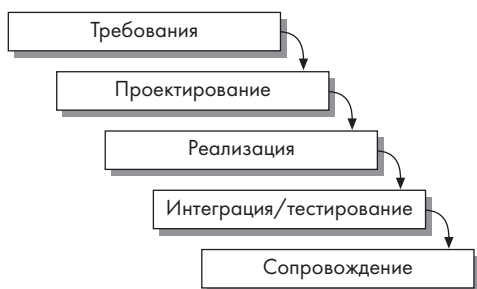 Требования
Проектирование
Реализация
Интеграция/тестирование
Сопровождение